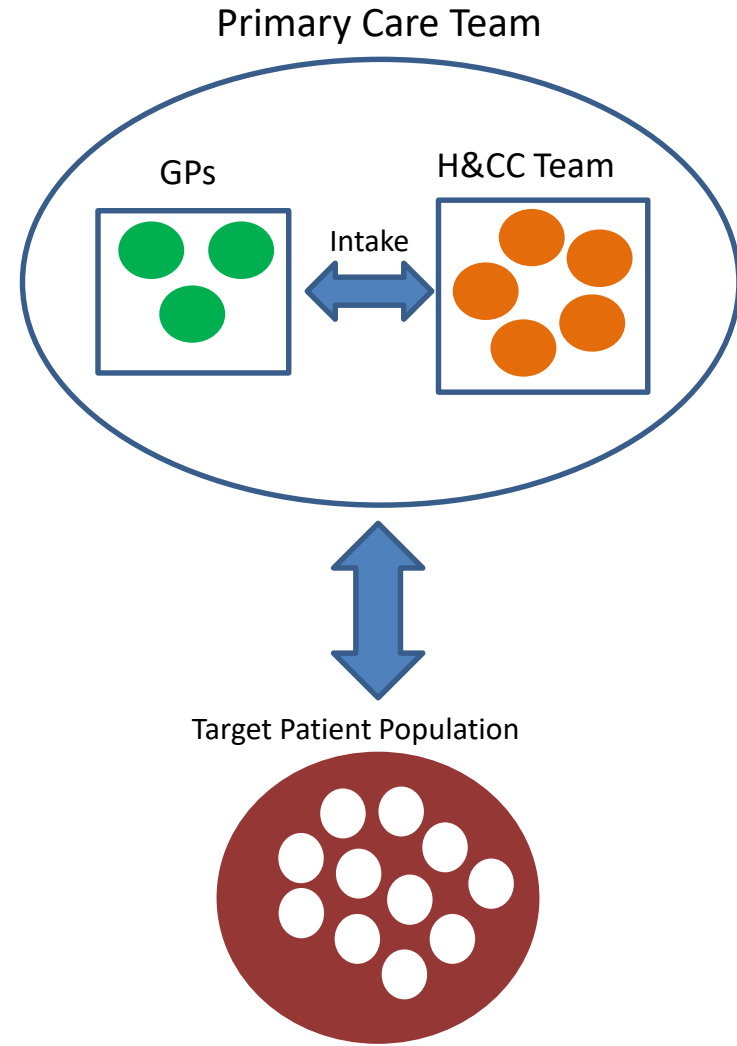 Primary Care Team
GPs
H&CC Team
Intake
Target Patient Population